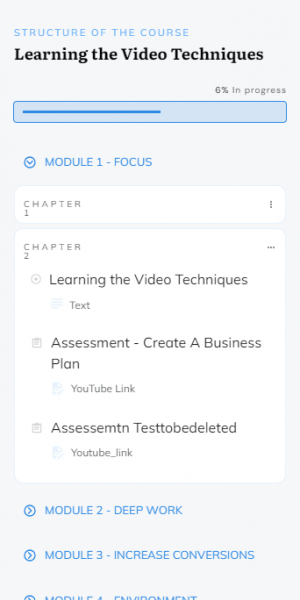 STRUCTURE OF THE COURSE
Learning the Video Techniques
6% In progress
MODULE 1 - FOCUS
CHAPTER
1
CHAPTER
2
Learning the Video Techniques
Text
Assessment - Create A Business
Plan
YouTube Link
Assessemtn Testtobedeleted
Youtube_link
MODULE 2 - DEEP WORK
MODULE 3 - INCREASE CONVERSIONS
MODULE 4 - ENVIRONMENT